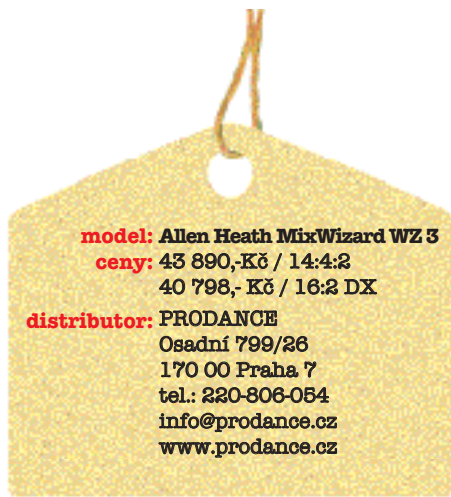 model: Allen Heath MixWizard WZ 3
ceny: 43 890,-Kč / 14:4:2
40 798,- Kč / 16:2 DX
distributor: PRODANCE
Osadní 799/26
170 00 Praha 7
tel.: 220-806-054
info@prodance.cz
www.prodance.cz